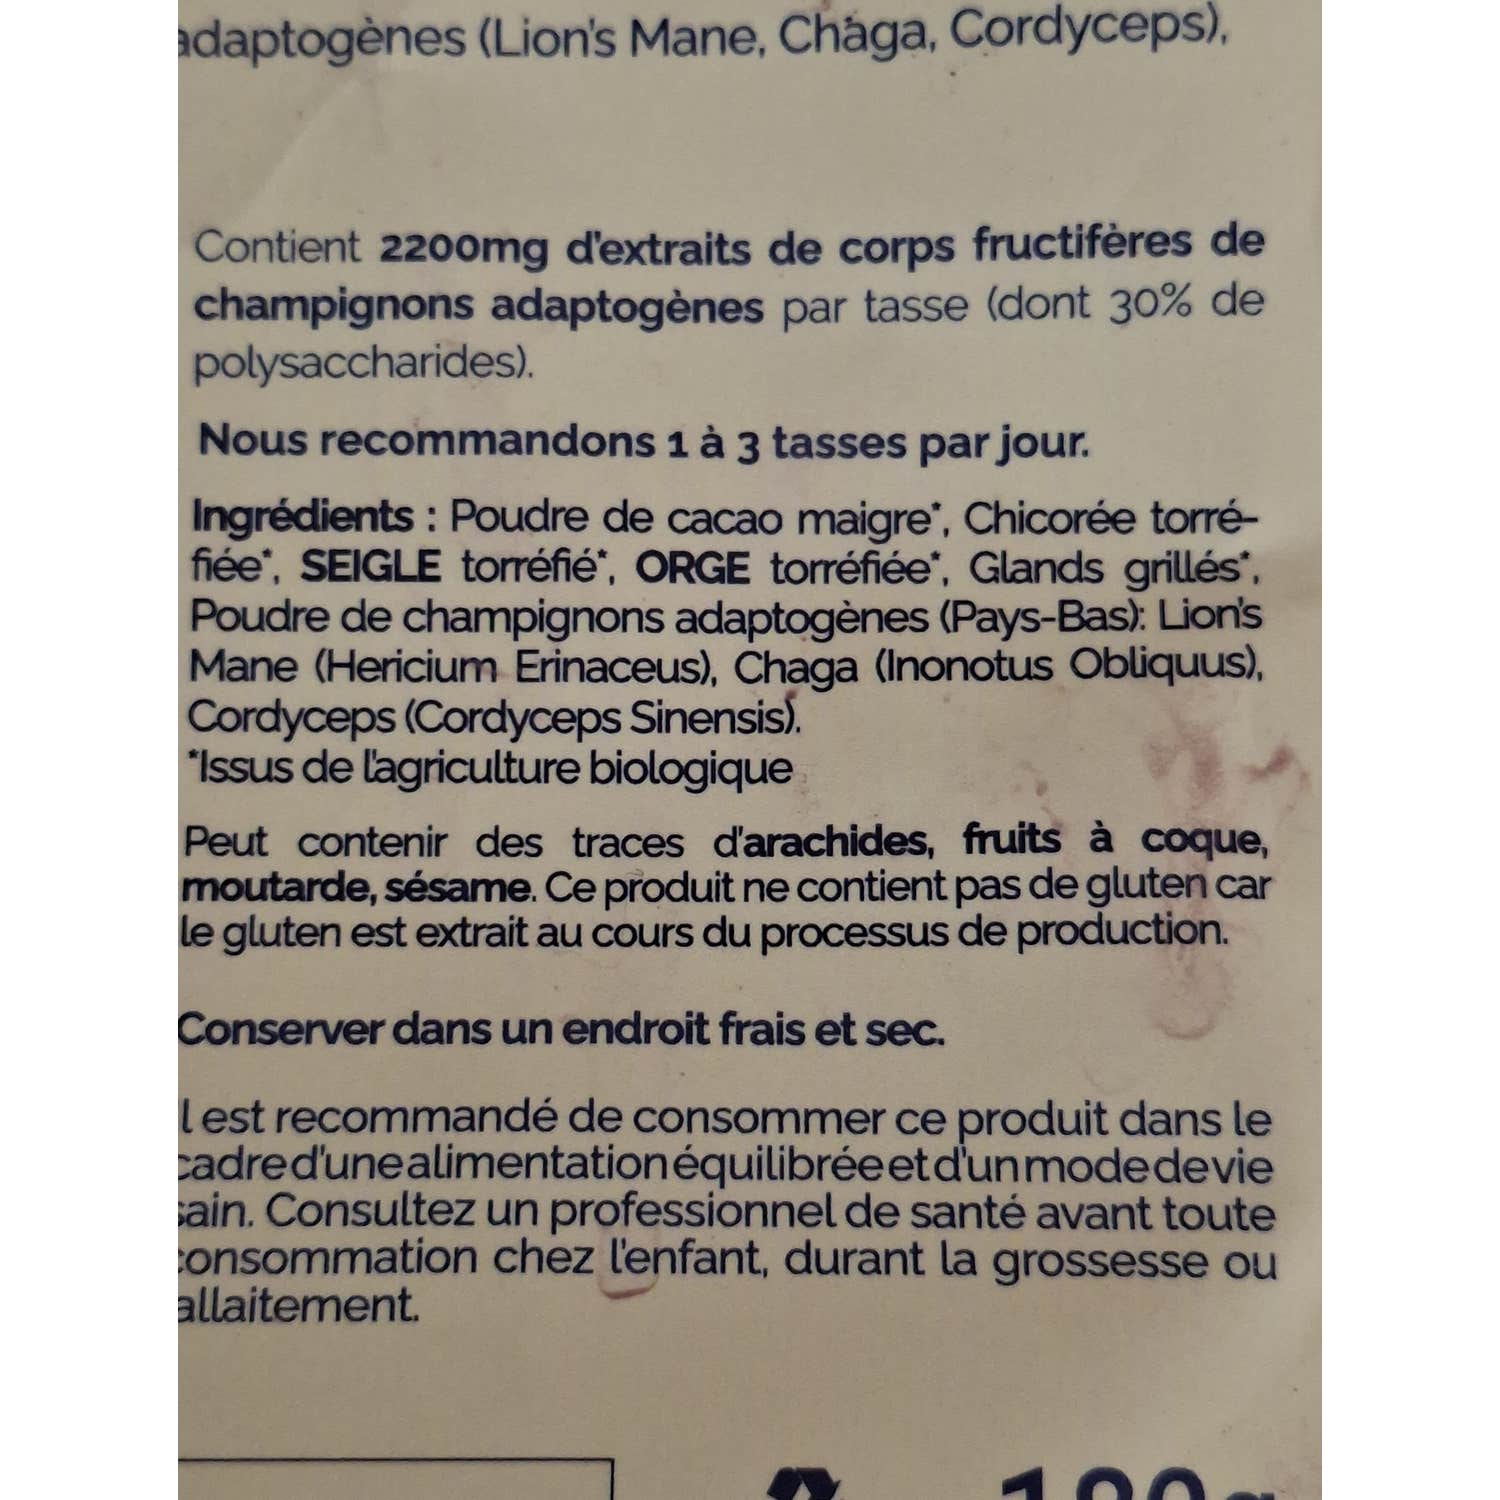 adaptogènes (Lion's Mane, Chaga, Cordyceps),
Contient 2200mg d'extraits de corps fructifères de
champignons adaptogènes par tasse (dont 30% de
polysaccharides).
Nous recommandons 1 à 3 tasses par jour.
Ingrédients : Poudre de cacao maigre*, Chicorée torré-
fiée*, SEIGLE torréfié*, ORGE torréfiée*, Glands grillés*,
Poudre de champignons adaptogènes (Pays-Bas): Lion's
Mane (Hericium Erinaceus), Chaga (Inonotus Obliquus),
Cordyceps (Cordyceps Sinensis).
*Issus de l'agriculture biologique
Peut contenir des traces d'arachides, fruits à coque,
moutarde, sésame. Ce produit ne contient pas de gluten car
le gluten est extrait au cours du processus de production.
Conserver dans un endroit frais et sec.
l est recommandé de consommer ce produit dans le
cadre d'une alimentation équilibrée et d'un mode de vie
sain. Consultez un professionnel de santé avant toute
consommation chez l'enfant, durant la grossesse ou
allaitement.